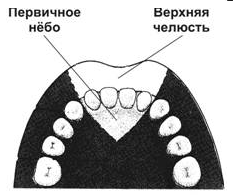 Первичное
нёбо
Верхняя
челюсть